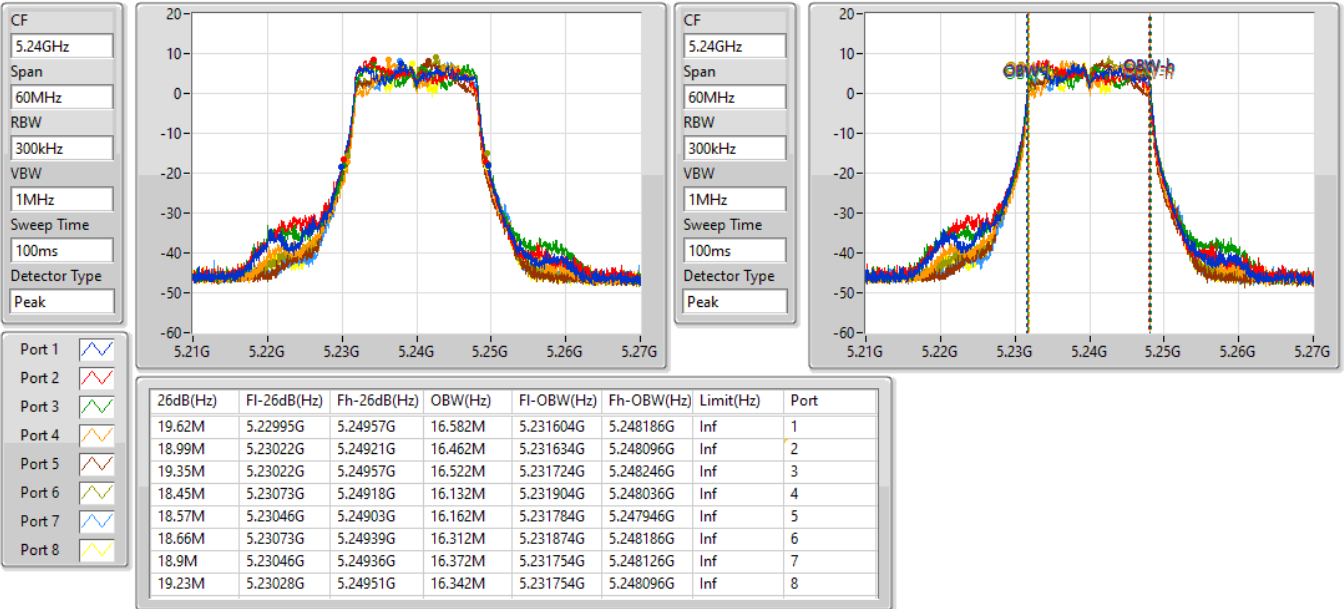 CF
5.24GHz
Span
60MHz
RBW
300kHz
VBW
1MHz
Sweep Time
100ms
Detector Type
Peak
20
10
0
-10
-20
-30
-40
-50
-60
5.21G 5.22G 5.23G 5.24G 5.25G 5.26G 5.27G
CF
5.24GHz
Span
60MHz
RBW
300kHz
VBW
1MHz
Sweep Time
100ms
Detector Type
Peak
20
10
0
-10
-20
-30
-40
-50
-60
OBW-h
5.21G 5.22G 5.23G 5.24G 5.25G 5.26G 5.27G
Port 1
Port 2
Port 3
Port 4
Port 5
Port 6
Port 7
Port 8
26dB(Hz) Fl-26dB(Hz) Fh-26dB(Hz) OBW(Hz) Fl-OBW(Hz) Fh-OBW(Hz) Limit(Hz) Port
19.62M 5.22995G 5.24957G 16.582M 5.231604G 5.248186G Inf 1
18.99M 5.23022G 5.24921G 16.462M 5.231634G 5.248096G Inf 2
19.35M 5.23022G 5.24957G 16.522M 5.231724G 5.248246G Inf 3
18.45M 5.23073G 5.24918G 16.132M 5.231904G 5.248036G Inf 4
18.57M 5.23046G 5.24903G 16.162M 5.231784G 5.247946G Inf 5
18.66M 5.23073G 5.24939G 16.312M 5.231874G 5.248186G Inf 6
18.9M 5.23046G 5.24936G 16.372M 5.231754G 5.248126G Inf 7
19.23M 5.23028G 5.24951G 16.342M 5.231754G 5.248096G Inf 8